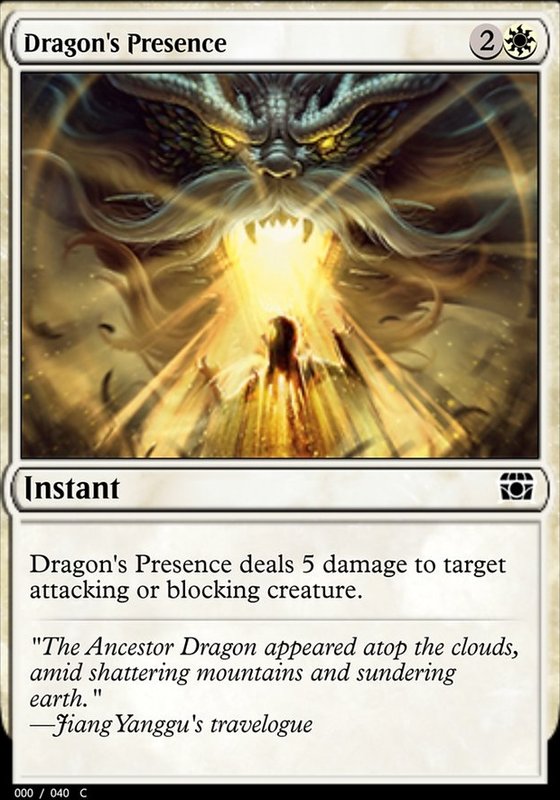 Dragon's Presence 2
Instant
Dragon's Presence deals 5 damage to target
attacking or blocking creature.
"The Ancestor Dragon appeared atop the clouds,
amid shattering mountains and sundering
earth."
—Jiang Yanggu's travelogue
000 / 040 C